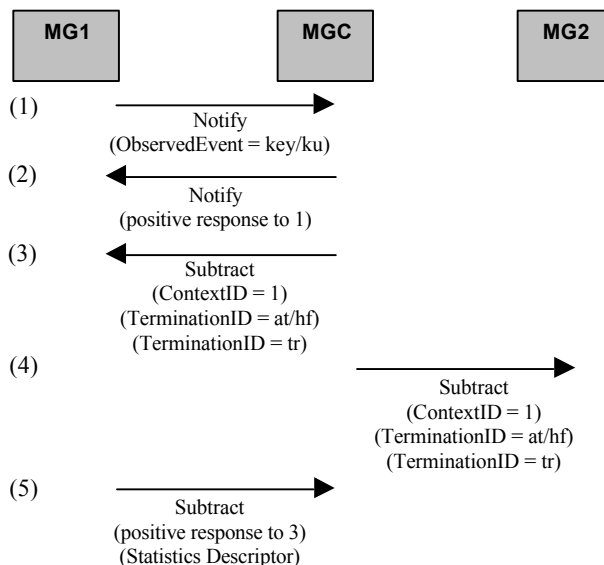 MG1 MGC MG2
(1)
Notify
(ObservedEvent = key/ku)
(2)
Notify
(positive response to 1)
(3)
Subtract
(ContextID = 1)
(TerminationID = at/hf)
(TerminationID = tr)
(4)
Subtract
(ContextID = 1)
(TerminationID = at/hf)
(TerminationID = tr)
(5)
Subtract
(positive response to 3)
(Statistics Descriptor)